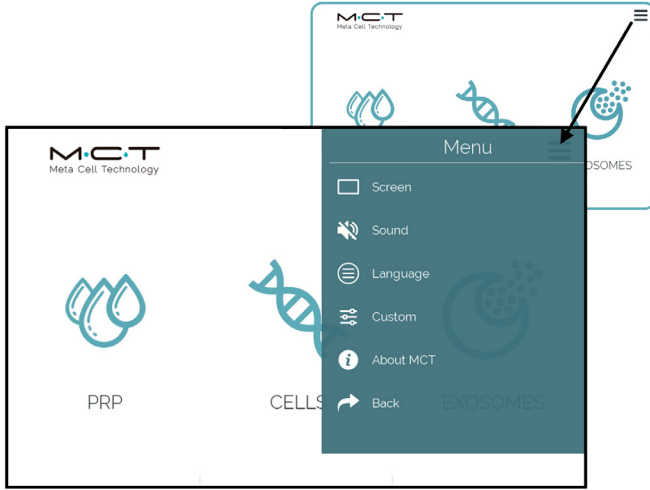 M·C·T
Meta Cell Technology
OSOMES
M·C·T
Meta Cell Technology
Menu
Screen
Sound
Language
Custom
i
About MCT
Back
PRP
CELLS
EXOSOMES